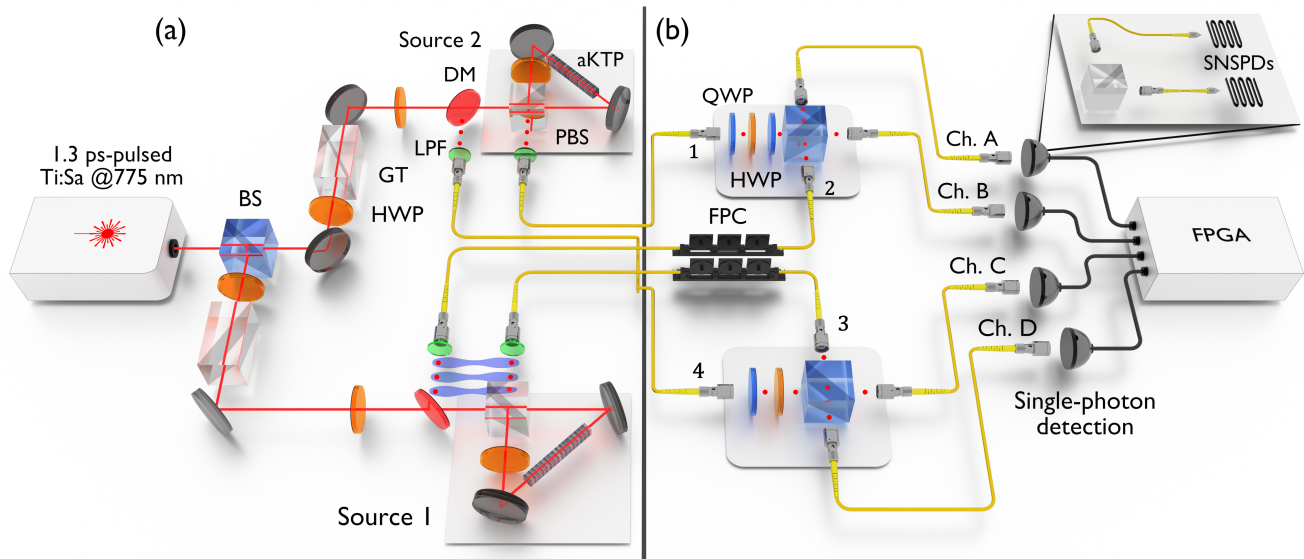 (a)
(b)
Source 2
aKTP
SNSPDs
DM
QWP
1.3 ps-pulsed
Ti:Sa @775 nm
PBS
1
Ch. A
LPF
GT
BS
HWP
2
Ch. B
HWP
FPC
FPGA
Ch. C
3
Ch. D
4
Single-photon
detection
Source 1